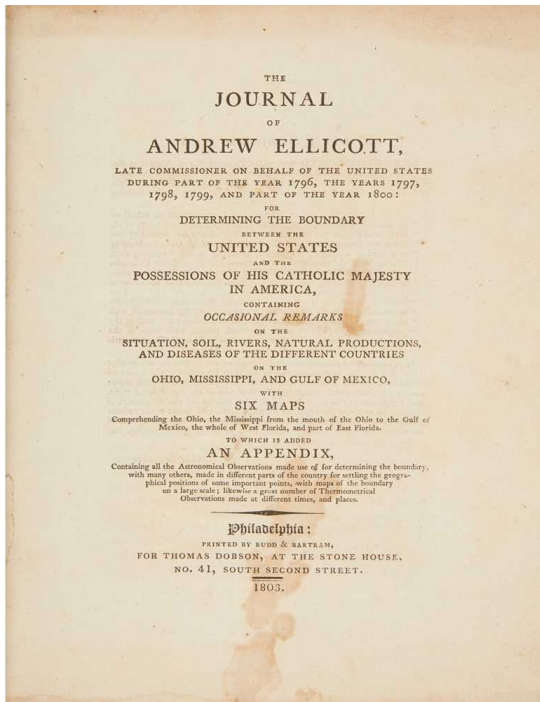 THE
JOURNAL
OF
ANDREW ELLICOTT,
LATE COMMISSIONER ON BEHALF OF THE UNITED STATES
DURING PART OF THE YEAR 1796, THE YEARS 1797,
1798, 1799, AND PART OF THE YEAR 1800:
FOR
DETERMINING THE BOUNDARY
BETWEEN THE
UNITED STATES
AND THE
POSSESSIONS OF HIS CATHOLIC MAJESTY
IN AMERICA,
CONTAINING
OCCASIONAL REMARKS
ON THE
SITUATION, SOIL, RIVERS, NATURAL PRODUCTIONS,
AND DISEASES OF THE DIFFERENT COUNTRIES
ON THE
OHIO, MISSISSIPPI, AND GULF OF MEXICO,
WITH
SIX MAPS
Comprehending the Ohio, the Mississippi from the mouth of the Ohio to the Gulf of
Mexico, the whole of West Florida, and part of East Florida.
TO WHICH IS ADDED
AN APPENDIX,
Containing all the Astronomical Observations made use of for determining the boundary,
with many others, made in different parts of the country for settling the geogra-
phical positions of some important points, with maps of the boundary
on a large scale; likewise a great number of Thermometrical
Observations made at different times, and places.
Philadelphia:
PRINTED BY BUDD & BARTRAM,
FOR THOMAS DOBSON, AT THE STONE HOUSE,
NO. 41, SOUTH SECOND STREET.
1803.